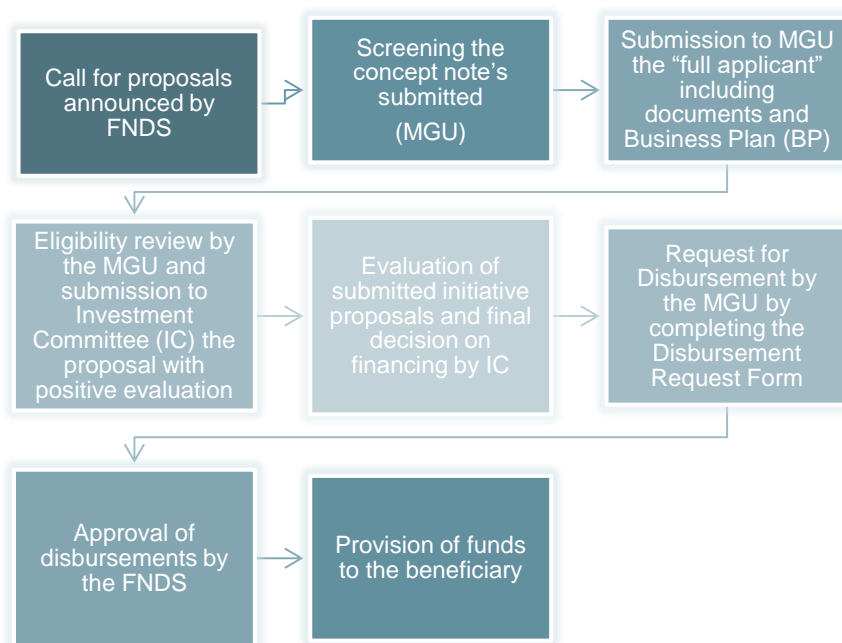 Call for proposals
announced by
FNDS
Screening the
concept note’s
submitted
(MGU)
Submission to MGU
the “full applicant”
including
documents and
Business Plan (BP)
Eligibility review by
the MGU and
submission to
Investment
Committee (IC) the
proposal with
positive evaluation
Evaluation of
submitted initiative
proposals and final
decision on
financing by IC
Request for
Disbursement by
the MGU by
completing the
Disbursement
Request Form
Approval of
disbursements by
the FNDS
Provision of funds
to the beneficiary